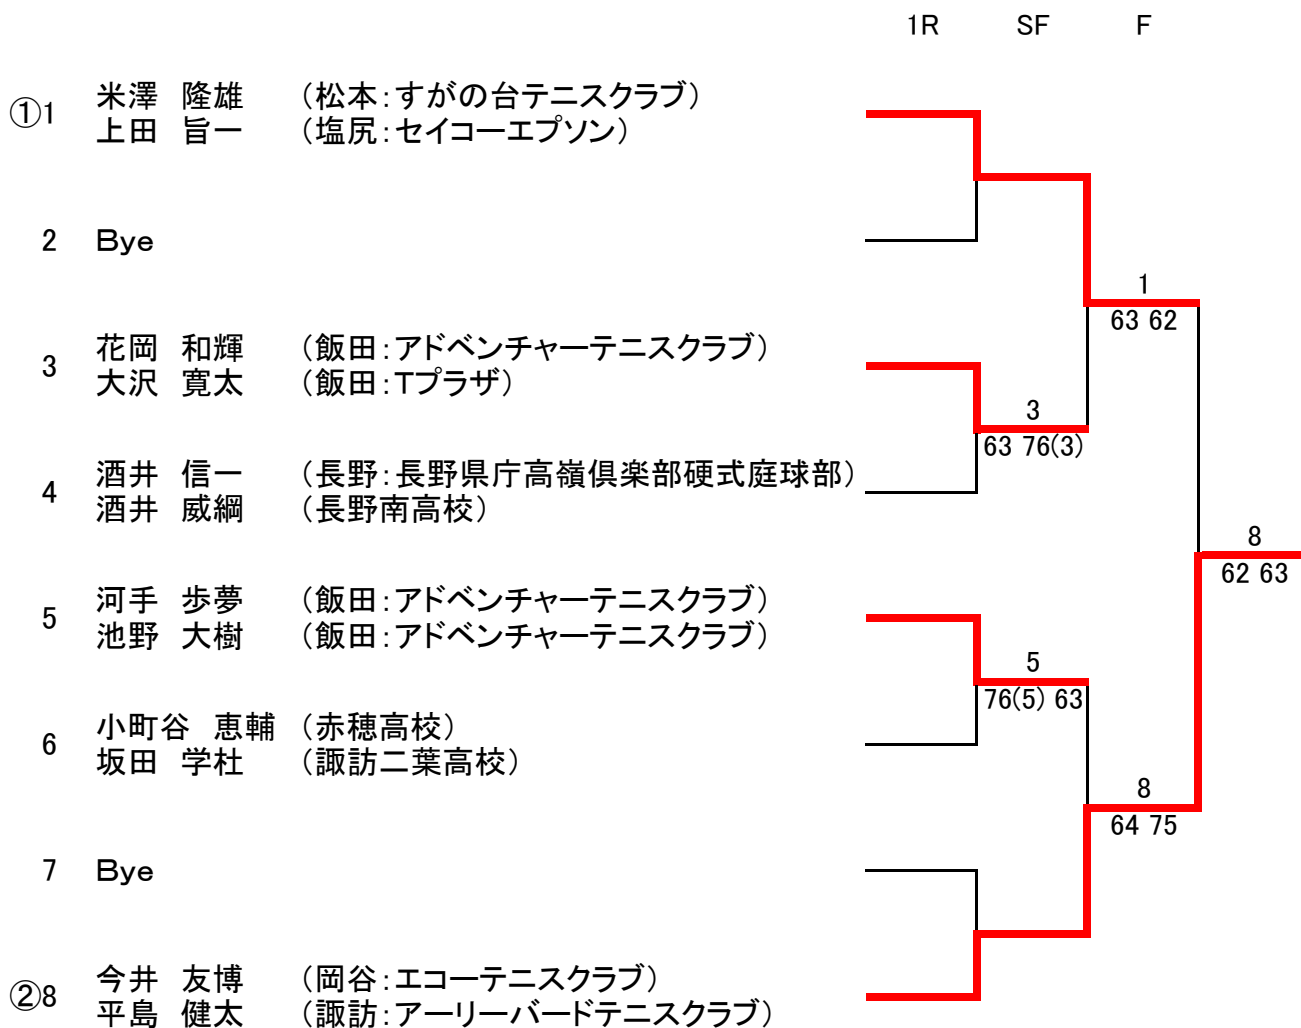 1R SF F
①1 米澤 隆雄 (松本:すがの台テニスクラブ)
上田 旨一 (塩尻:セイコーエプソン)
2 Bye
1
63 62
3 花岡 和輝 (飯田:アドベンチャーテニスクラブ)
大沢 寛太 (飯田:Tプラザ)
3
63 76(3)
4 酒井 信一 (長野:長野県庁高嶺倶楽部硬式庭球部)
酒井 威綱 (長野南高校)
8
62 63
5 河手 歩夢 (飯田:アドベンチャーテニスクラブ)
池野 大樹 (飯田:アドベンチャーテニスクラブ)
5
76(5) 63
6 小町谷 恵輔 (赤穂高校)
坂田 学杜 (諏訪二葉高校)
8
64 75
7 Bye
②8 今井 友博 (岡谷:エコーテニスクラブ)
平島 健太 (諏訪:アーリーバードテニスクラブ)